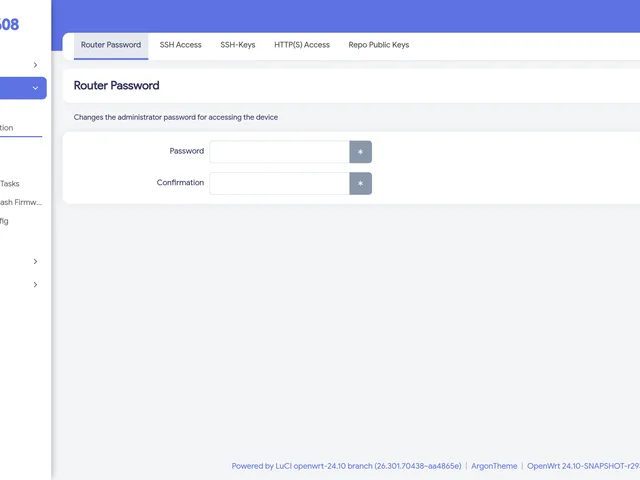 608
Router Password
SSH Access
SSH-Keys
HTTP(S) Access
Repo Public Keys
Router Password
Changes the administrator password for accessing the device
tion
Password
*
Confirmation
*
Tasks
ash Firmw...
fig
Powered by LuCI openwrt-24.10 branch (26.301.70438~aa4865e) | ArgonTheme | OpenWrt 24.10-SNAPSHOT-r29